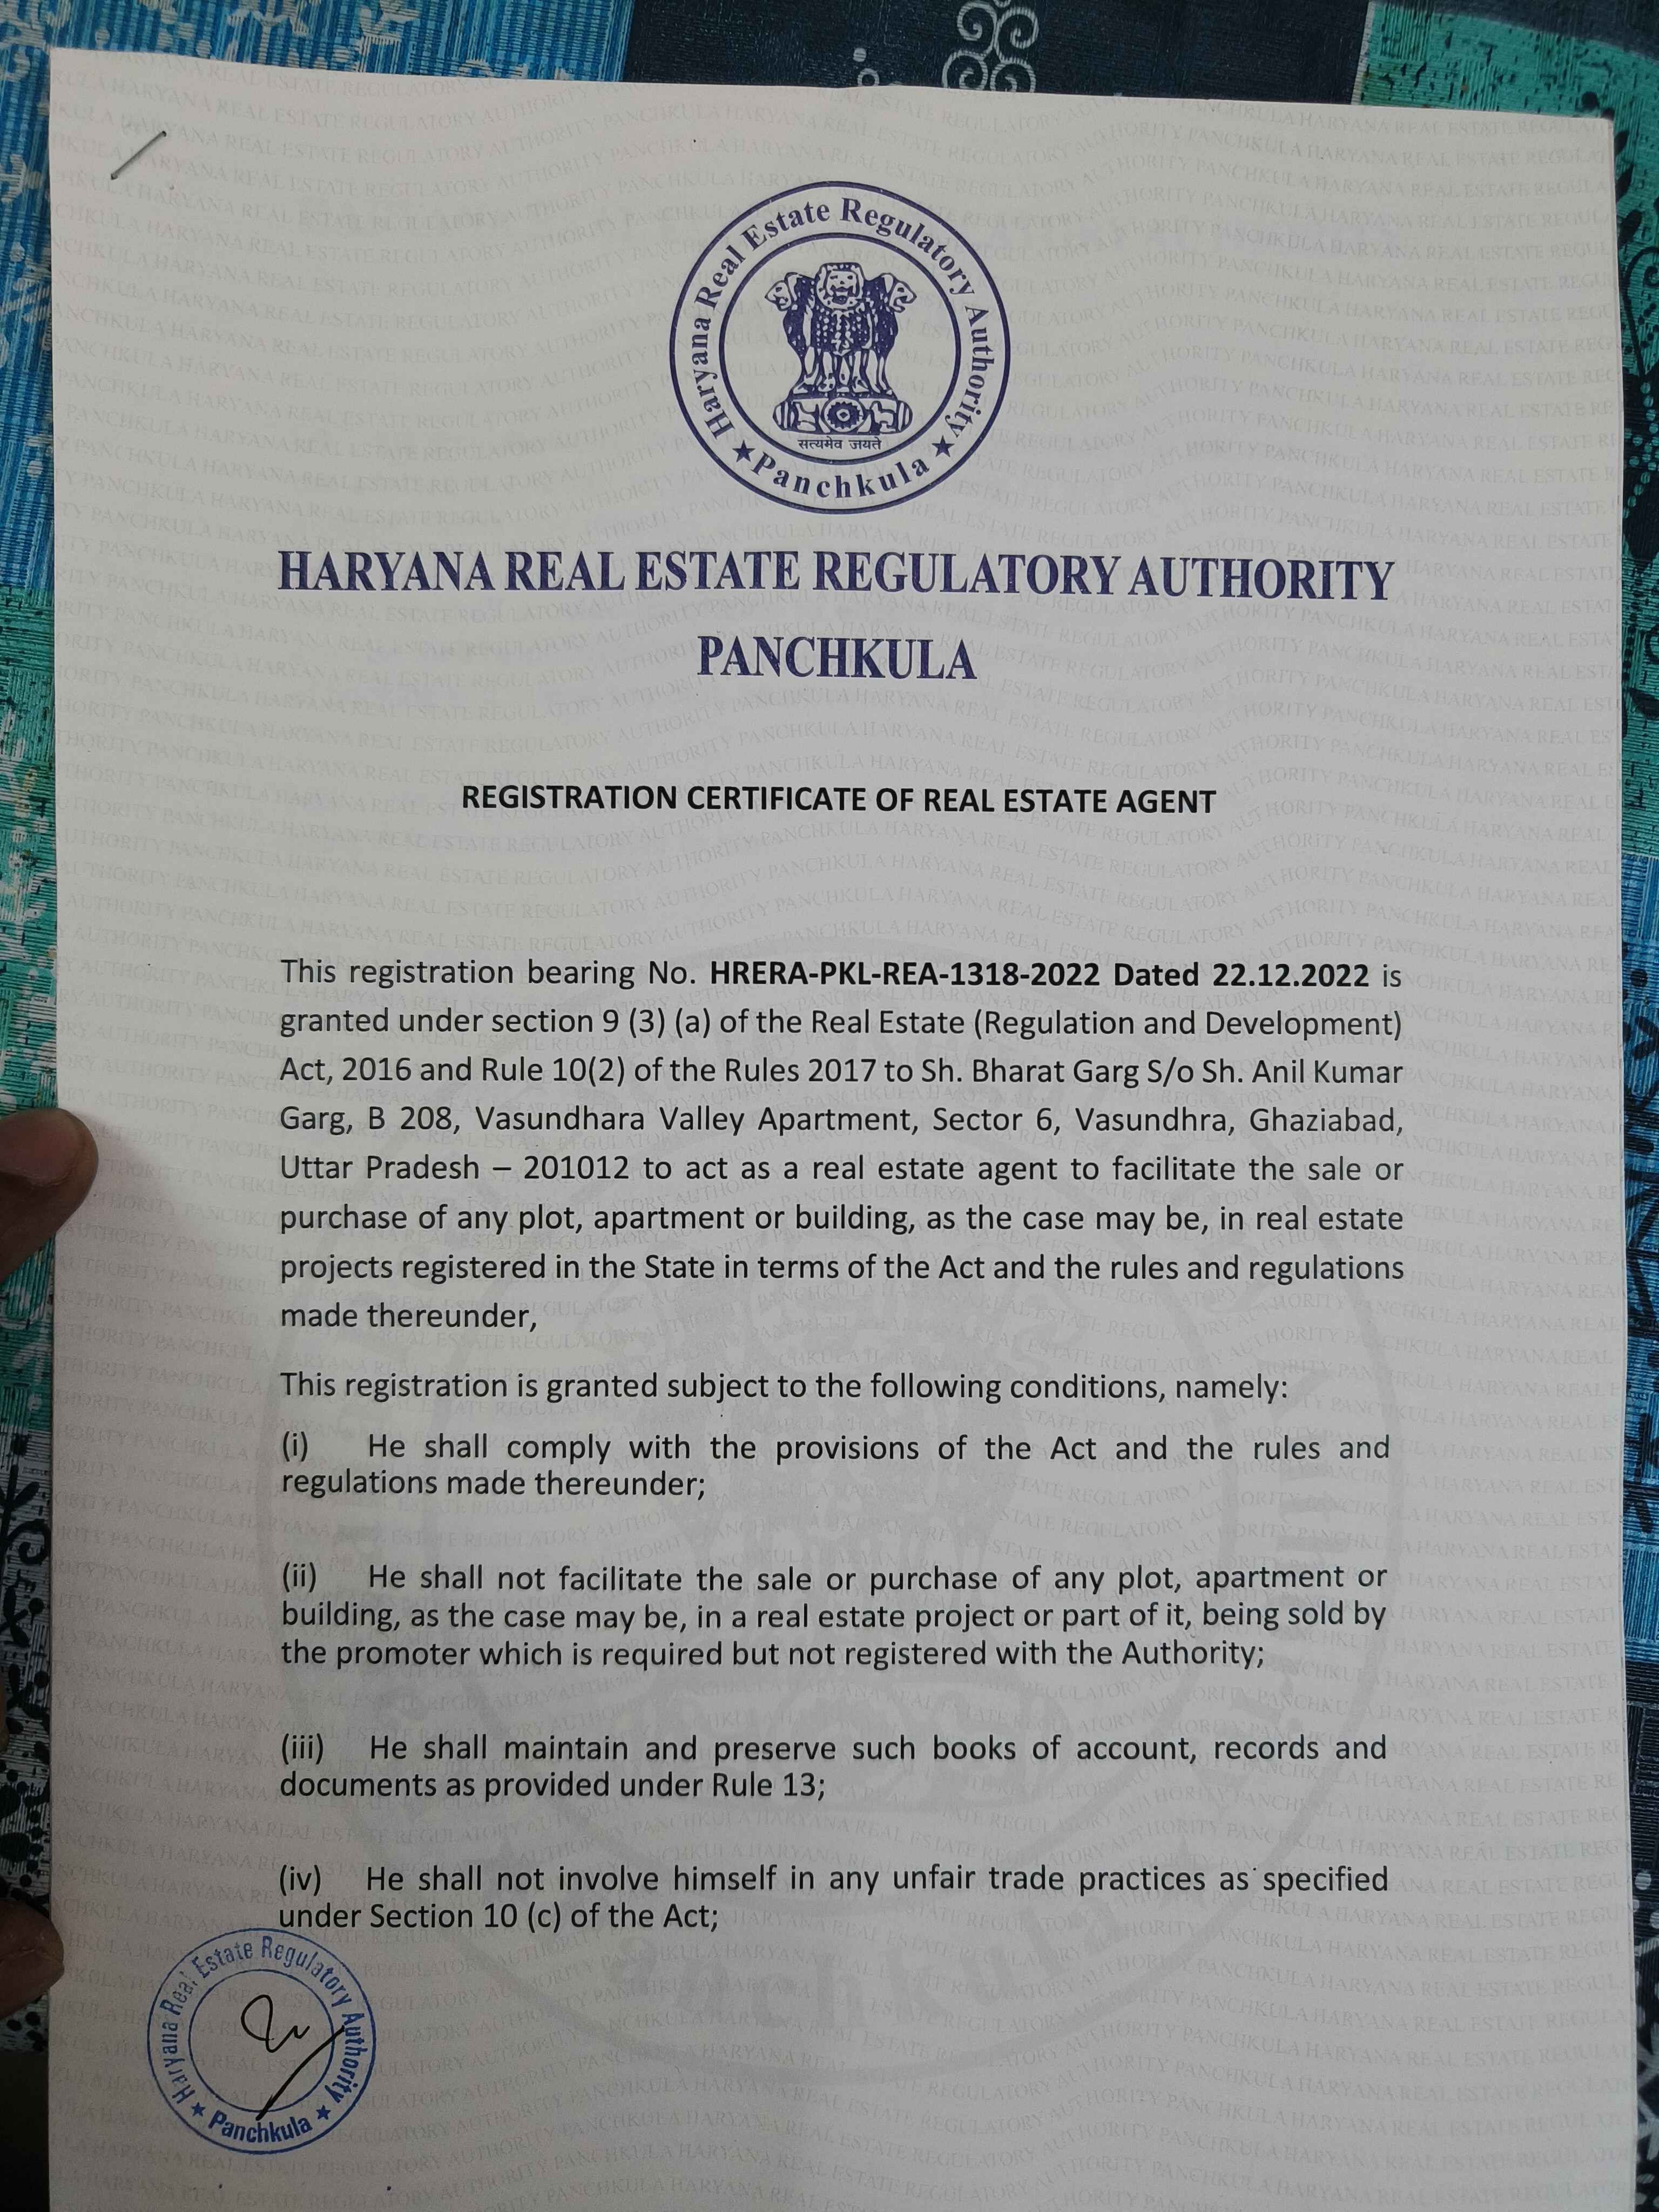 Haryana Real Estate Regulatory Authority
सत्यमेव जयते
★ Panchkula ★
HARYANA REAL ESTATE REGULATORY AUTHORITY
PANCHKULA
REGISTRATION CERTIFICATE OF REAL ESTATE AGENT
This registration bearing No. HRERA-PKL-REA-1318-2022 Dated 22.12.2022 is
granted under section 9 (3) (a) of the Real Estate (Regulation and Development)
Act, 2016 and Rule 10(2) of the Rules 2017 to Sh. Bharat Garg S/o Sh. Anil Kumar
Garg, B 208, Vasundhara Valley Apartment, Sector 6, Vasundhra, Ghaziabad,
Uttar Pradesh – 201012 to act as a real estate agent to facilitate the sale or
purchase of any plot, apartment or building, as the case may be, in real estate
projects registered in the State in terms of the Act and the rules and regulations
made thereunder,
This registration is granted subject to the following conditions, namely:
(i) He shall comply with the provisions of the Act and the rules and
regulations made thereunder;
(ii) He shall not facilitate the sale or purchase of any plot, apartment or
building, as the case may be, in a real estate project or part of it, being sold by
the promoter which is required but not registered with the Authority;
(iii) He shall maintain and preserve such books of account, records and
documents as provided under Rule 13;
(iv) He shall not involve himself in any unfair trade practices as specified
under Section 10 (c) of the Act;
Haryana Real Estate Regulatory Authority
★ Panchkula ★